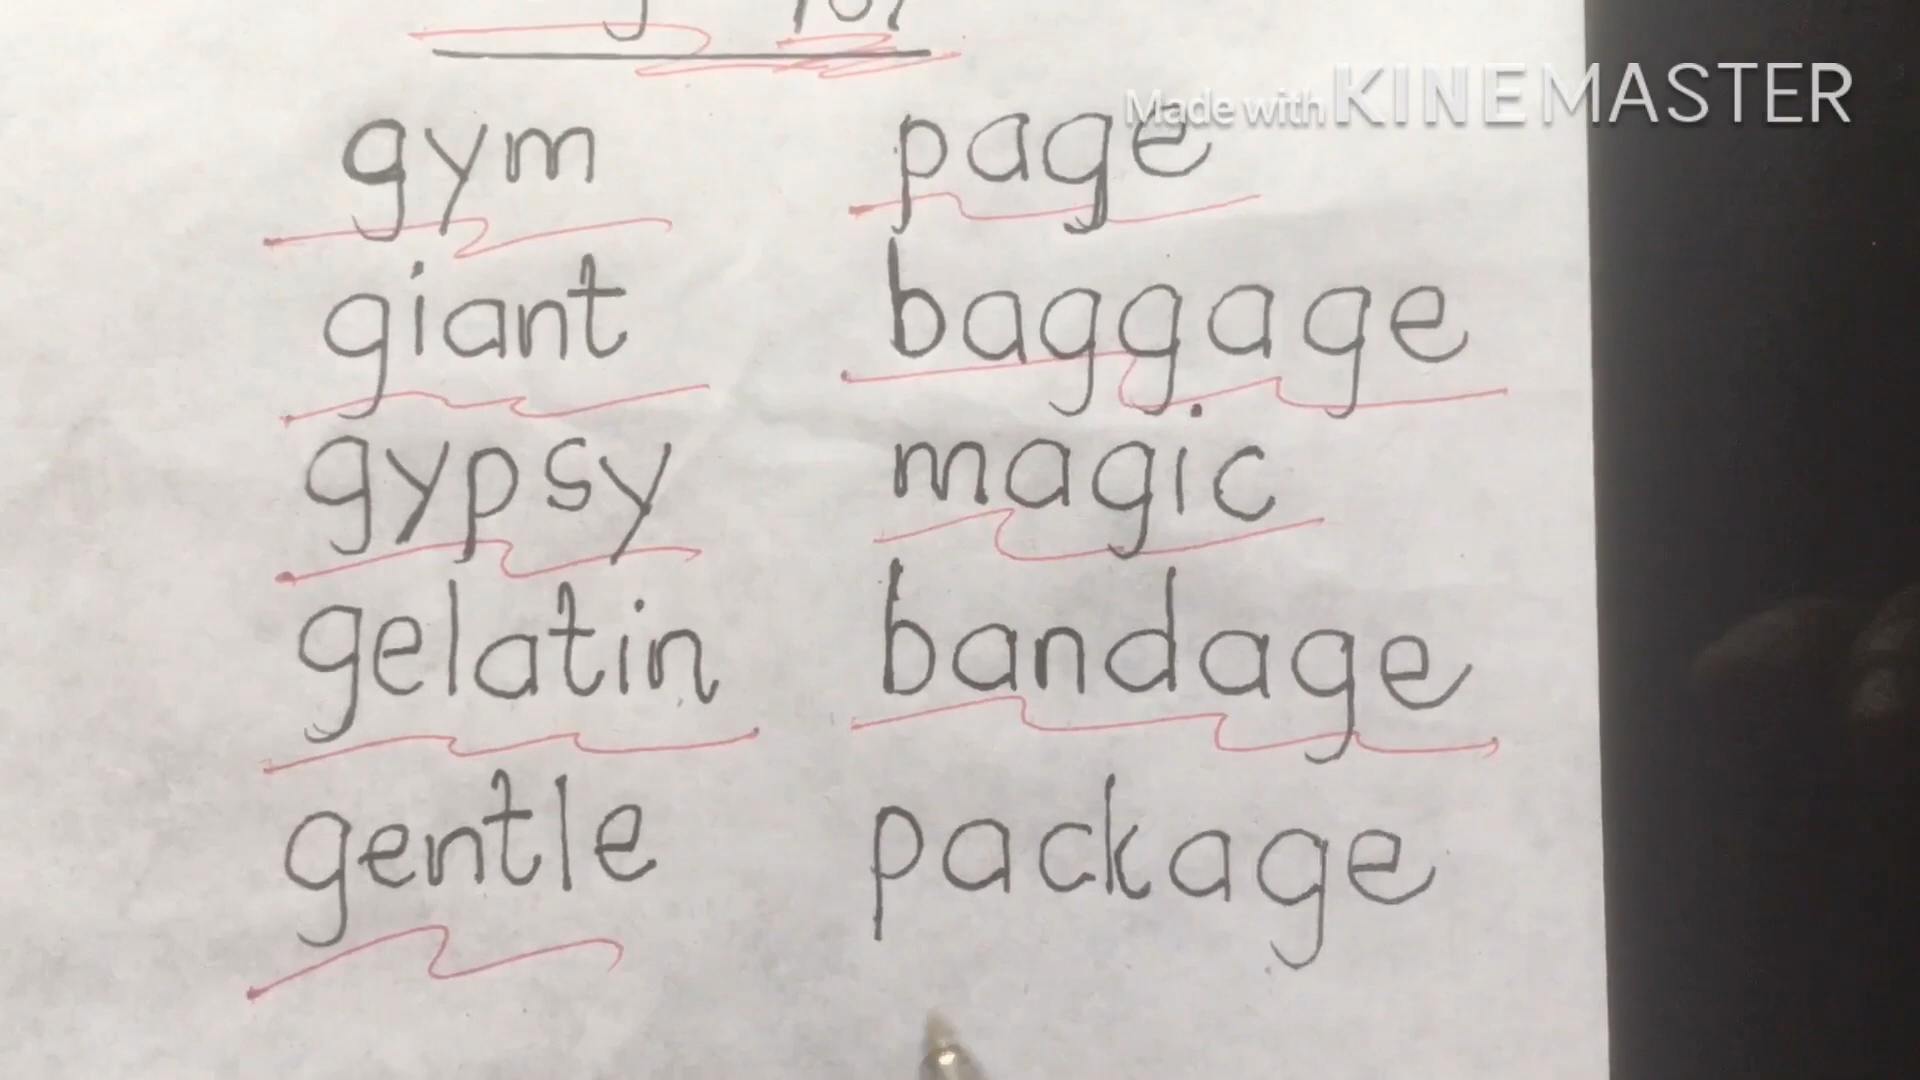 Made with KINEMASTER
gym page
giant baggage
gypsy magic
gelatin bandage
gentle package